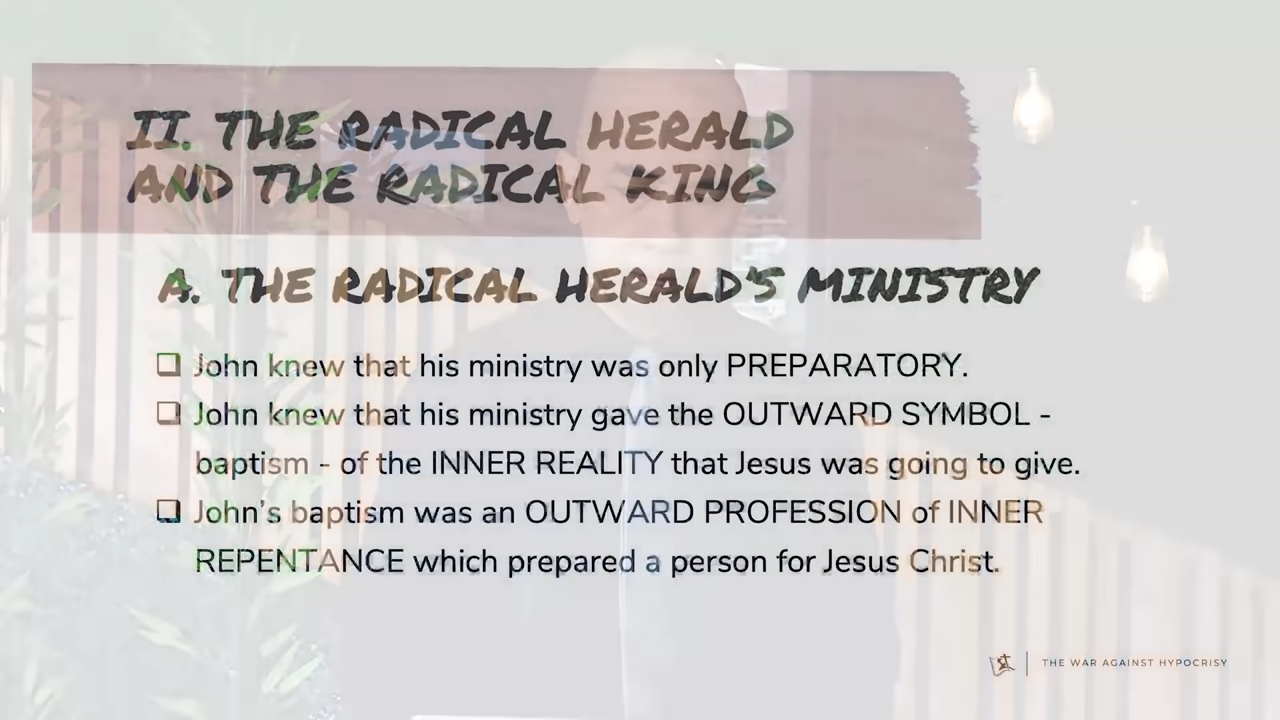 II. THE RADICAL HERALD
AND THE RADICAL KING
A. THE RADICAL HERALD'S MINISTRY
❑ John knew that his ministry was only PREPARATORY.
❑ John knew that his ministry gave the OUTWARD SYMBOL -
baptism - of the INNER REALITY that Jesus was going to give.
❑ John's baptism was an OUTWARD PROFESSION of INNER
REPENTANCE which prepared a person for Jesus Christ.
THE WAR AGAINST HYPOCRISY